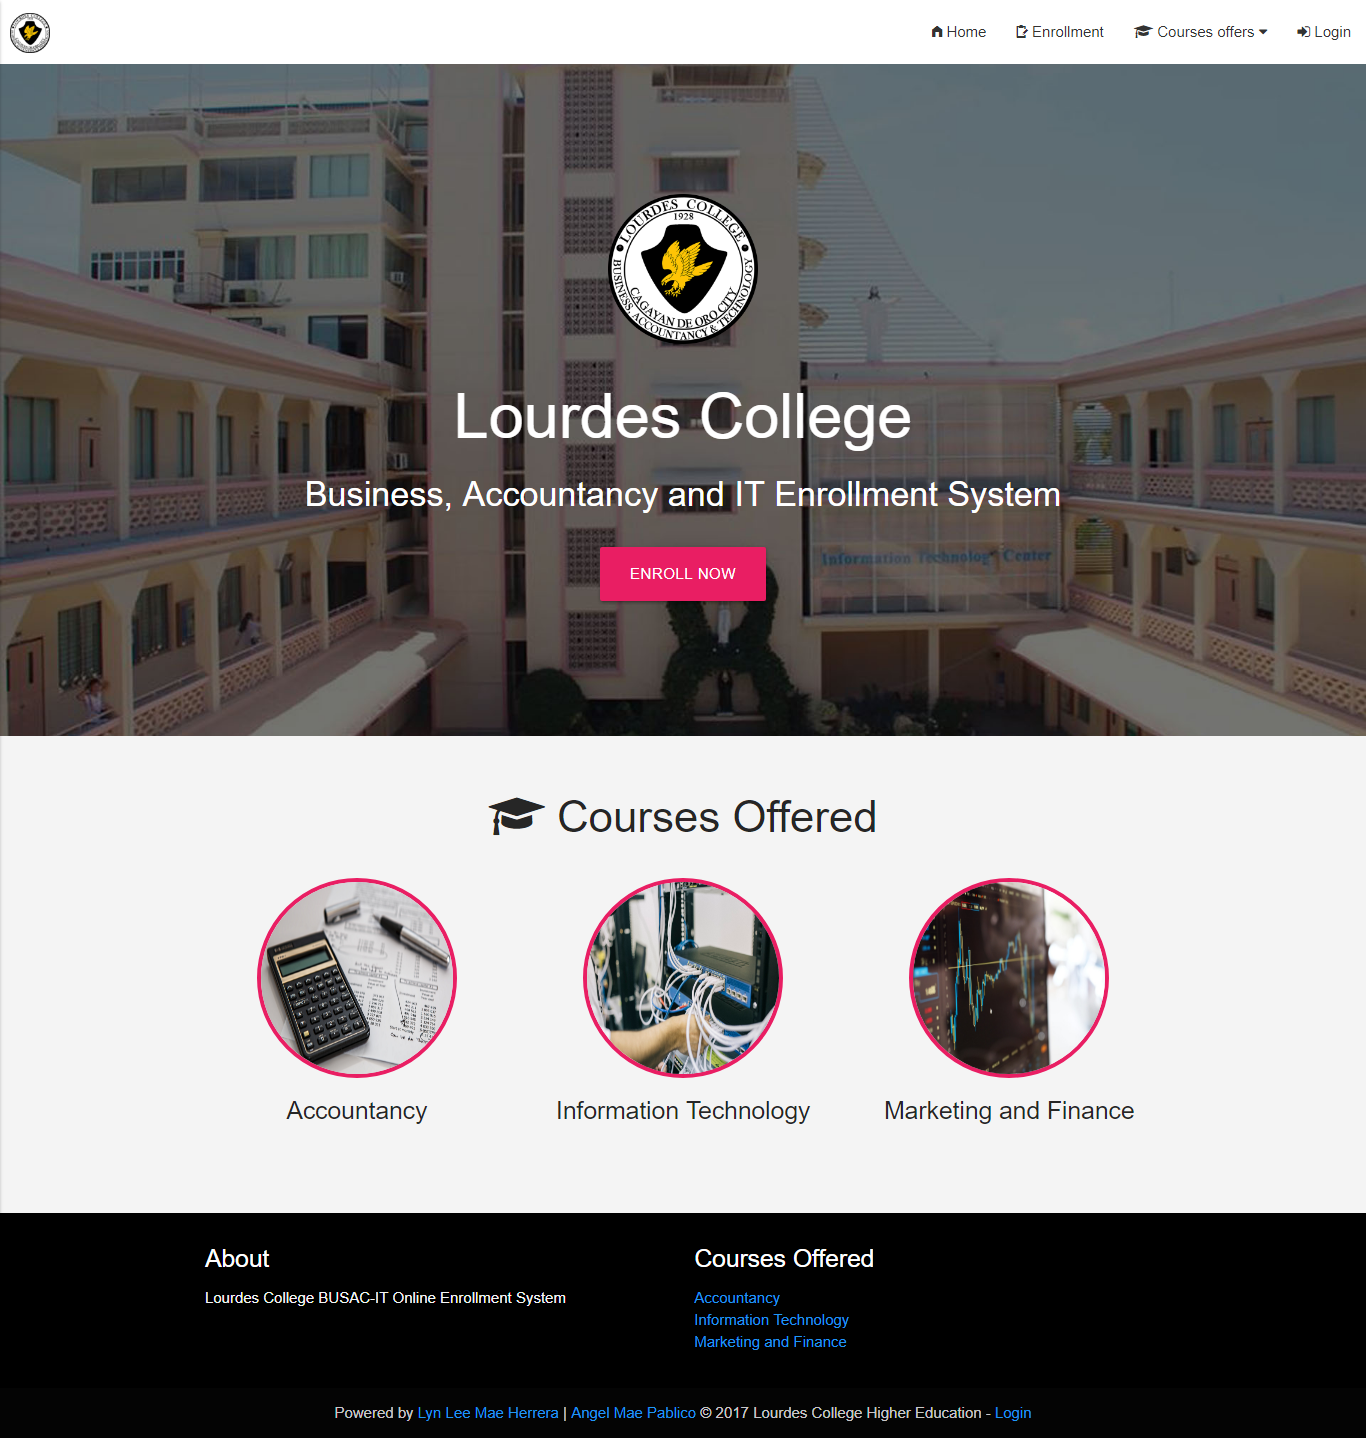 Home Enrollment Courses offers Login
LOURDES COLLEGE
1928
CAGAYAN DE ORO CITY
BUSINESS, ACCOUNTANCY & TECHNOLOGY
Lourdes College
Business, Accountancy and IT Enrollment System
Information Technology Center
ENROLL NOW
Courses Offered
Accountancy Information Technology Marketing and Finance
About Courses Offered
Lourdes College BUSAC-IT Online Enrollment System Accountancy
Information Technology
Marketing and Finance
Powered by Lyn Lee Mae Herrera | Angel Mae Pablico © 2017 Lourdes College Higher Education - Login